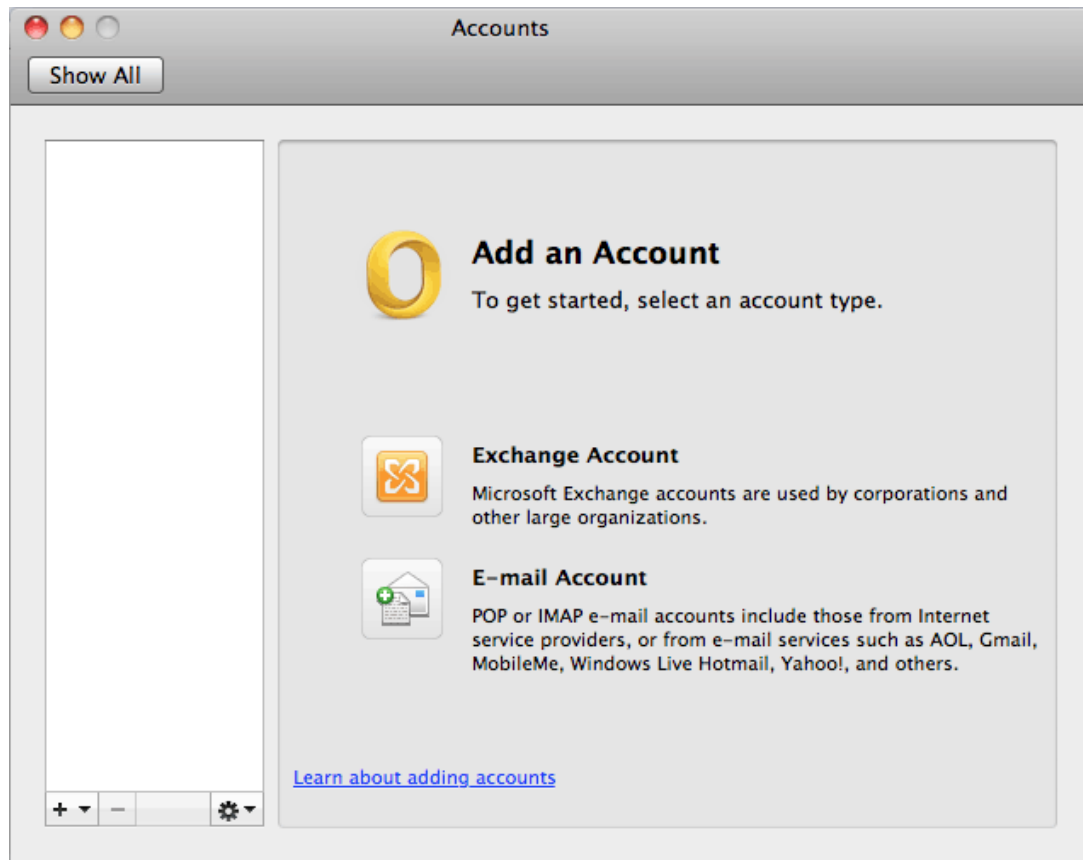 Accounts
Show All
Add an Account
To get started, select an account type.
Exchange Account
Microsoft Exchange accounts are used by corporations and
other large organizations.
E-mail Account
POP or IMAP e-mail accounts include those from Internet
service providers, or from e-mail services such as AOL, Gmail,
MobileMe, Windows Live Hotmail, Yahoo!, and others.
Learn about adding accounts